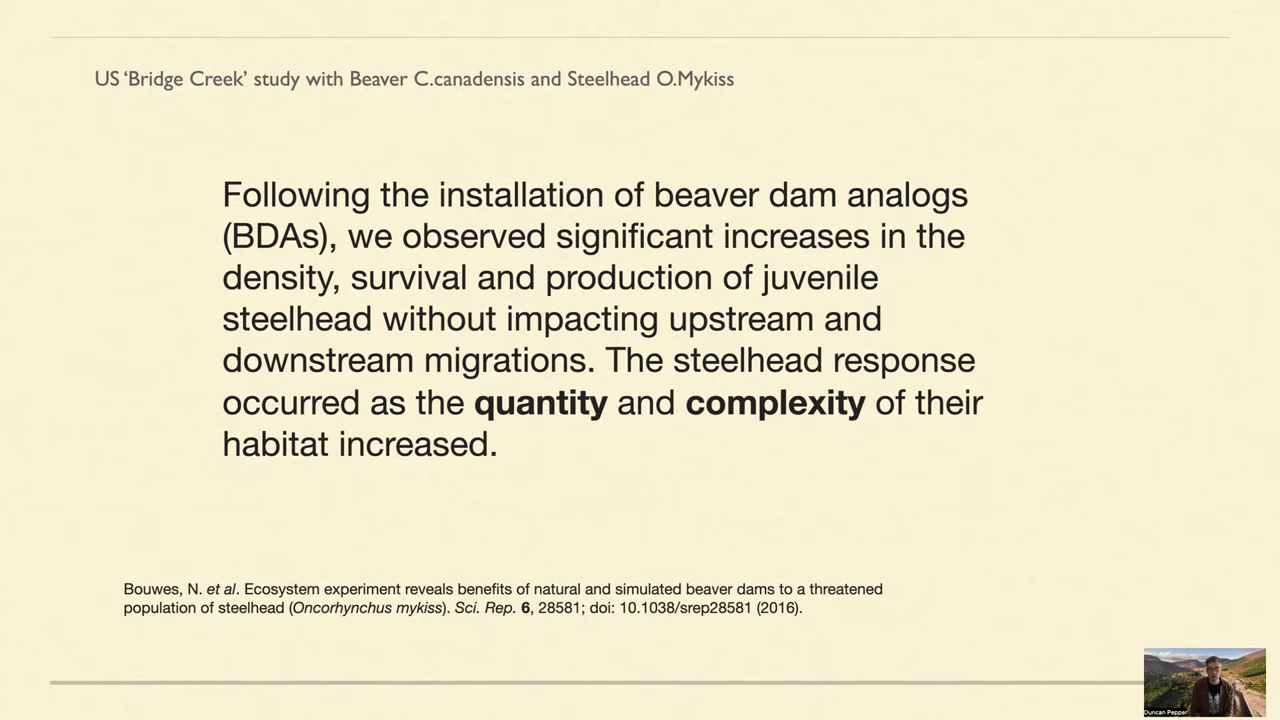 US ‘Bridge Creek’ study with Beaver C.canadensis and Steelhead O.Mykiss
Following the installation of beaver dam analogs
(BDAs), we observed significant increases in the
density, survival and production of juvenile
steelhead without impacting upstream and
downstream migrations. The steelhead response
occurred as the quantity and complexity of their
habitat increased.
Bouwes, N. et al. Ecosystem experiment reveals benefits of natural and simulated beaver dams to a threatened
population of steelhead (Oncorhynchus mykiss). Sci. Rep. 6, 28581; doi: 10.1038/srep28581 (2016).
Duncan Pepper